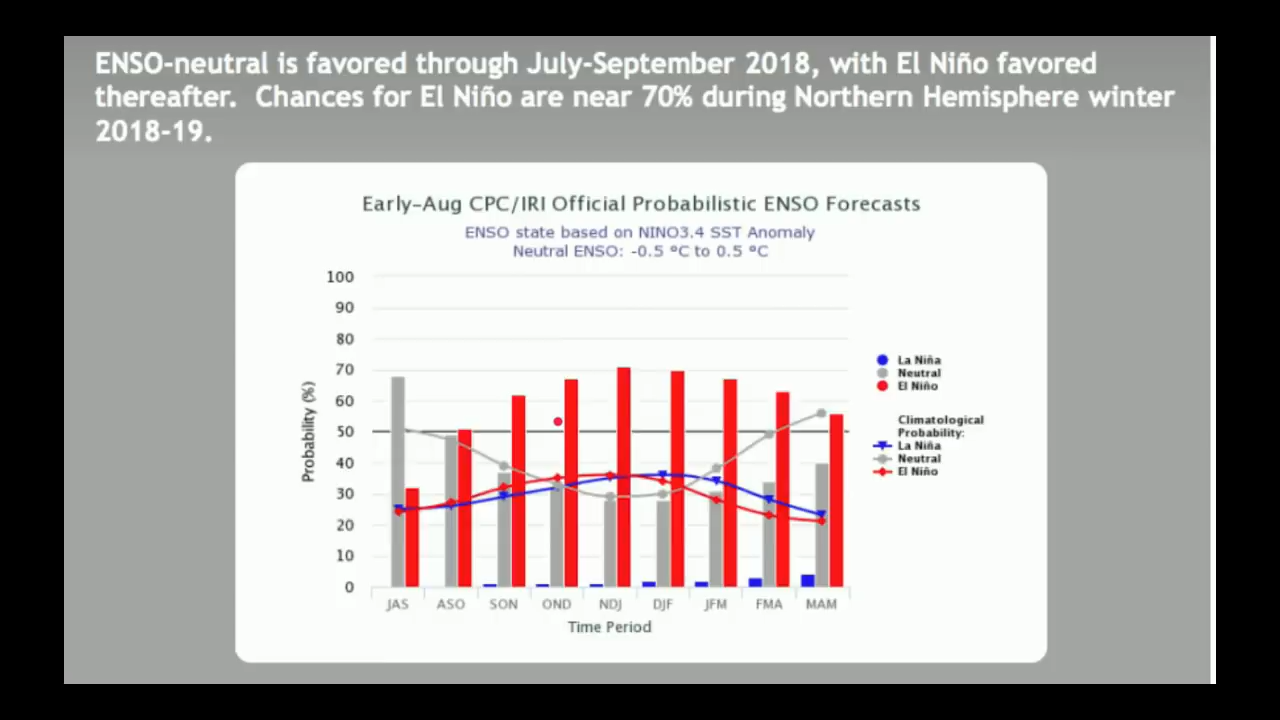 ENSO-neutral is favored through July-September 2018, with El Niño favored
thereafter.  Chances for El Niño are near 70% during Northern Hemisphere winter
2018-19.
Early-Aug CPC/IRI Official Probabilistic ENSO Forecasts
ENSO state based on NINO3.4 SST Anomaly
Neutral ENSO: -0.5 ºC to 0.5 ºC
100
90
80
70
60
50
40
30
20
10
0
Probability (%)
JAS ASO SON OND NDJ DJF JFM FMA MAM
Time Period
La Niña
Neutral
El Niño
Climatological
Probability:
La Niña
Neutral
El Niño